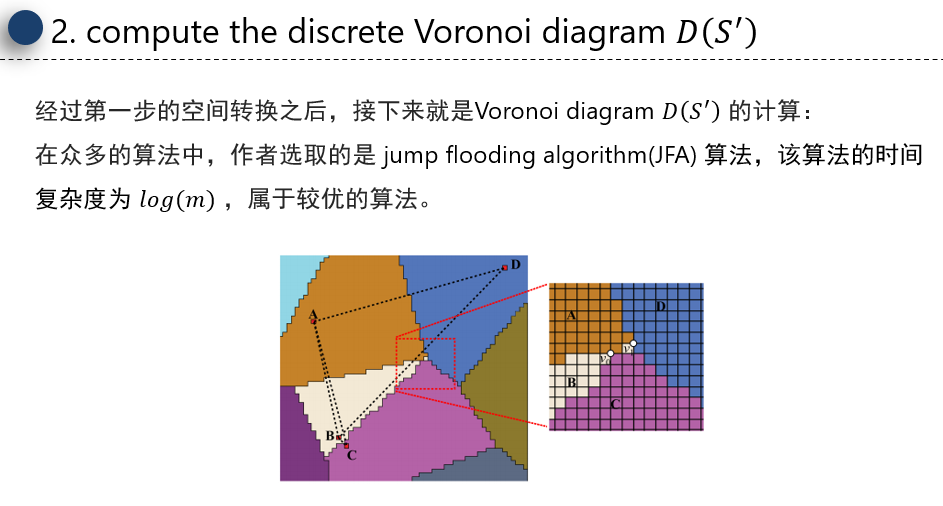 2. compute the discrete Voronoi diagram D(S′)
经过第一步的空间转换之后，接下来就是Voronoi diagram D(S′) 的计算：
在众多的算法中，作者选取的是 jump flooding algorithm(JFA) 算法，该算法的时间
复杂度为 log(m) ，属于较优的算法。
D
A
B
C
A
D
B
C
v
v